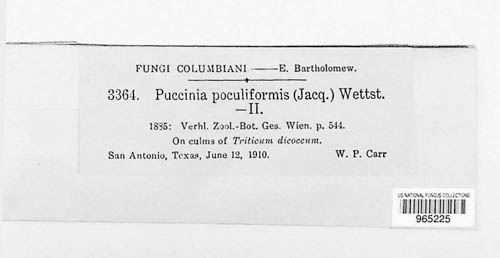 FUNGI COLUMBIANI — E. Bartholomew.
3364. Puccinia poculiformis (Jacq.) Wettst.
—II.
1885: Verhl. Zool.-Bot. Ges. Wien. p. 544.
On culms of Triticum dicoccum.
San Antonio, Texas, June 12, 1910. W. P. Carr
US NATIONAL FUNGUS COLLECTIONS
965225